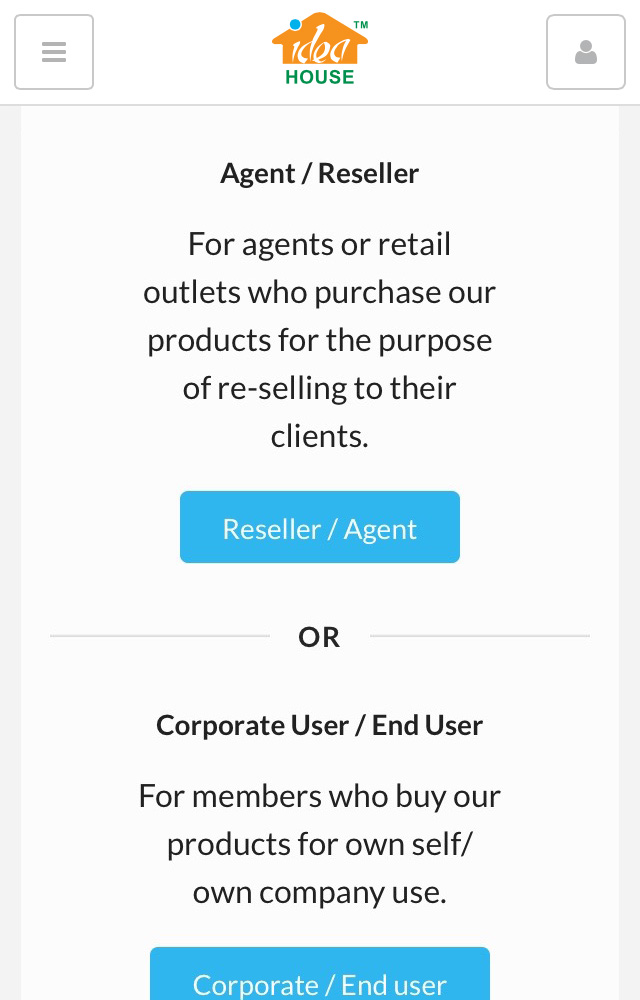 idea TM
HOUSE
Agent / Reseller
For agents or retail
outlets who purchase our
products for the purpose
of re-selling to their
clients.
Reseller / Agent
OR
Corporate User / End User
For members who buy our
products for own self/
own company use.
Corporate / End user